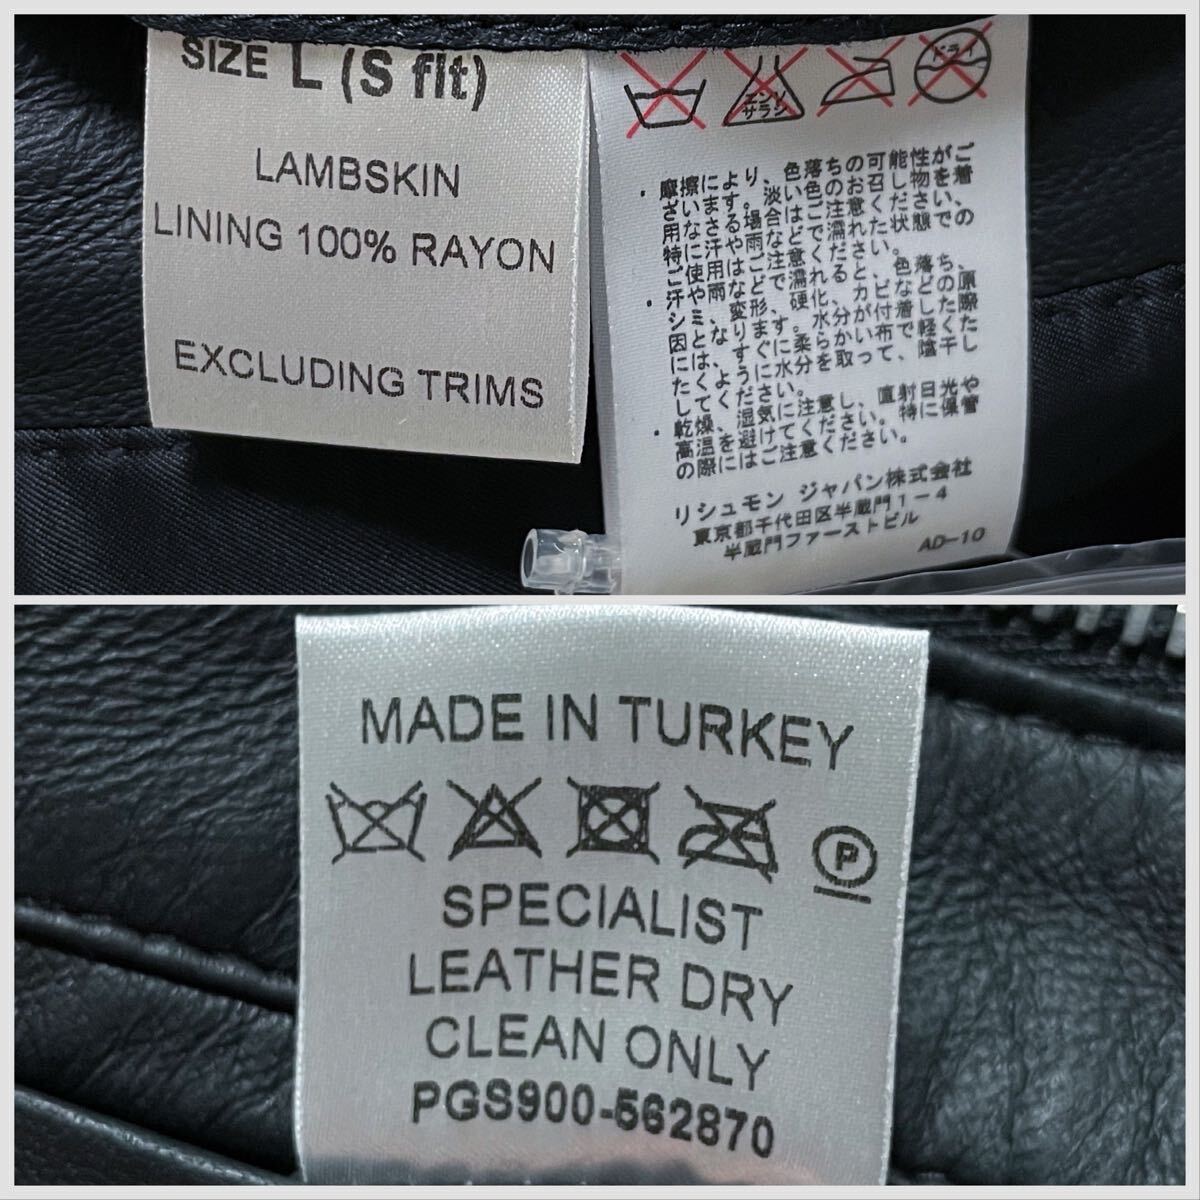 SIZE L (S fit)
LAMBSKIN
LINING 100% RAYON
EXCLUDING TRIMS
エンソ
サラシ
ドライ
・摩擦により、色落ちの可能性がご
ざいます。淡い色のお召し物を着
用なさる場合はご注意ください。
特に汗や雨などで濡れた状態での
ご使用はご注意ください。
・汗や雨などで濡れると、色落ち、
シミ、変形、硬化、カビなどの原
因となります。水分が付着した際
には、すぐに柔らかい布で軽くた
たくように水分を取って、陰干し
してください。
・乾燥、湿気に注意し、直射日光や
高温を避けてください。特に保管
の際にはご注意ください。
リシュモン ジャパン株式会社
東京都千代田区半蔵門1-4
半蔵門ファーストビル
AD-10
MADE IN TURKEY
P
SPECIALIST
LEATHER DRY
CLEAN ONLY
PGS900-562870